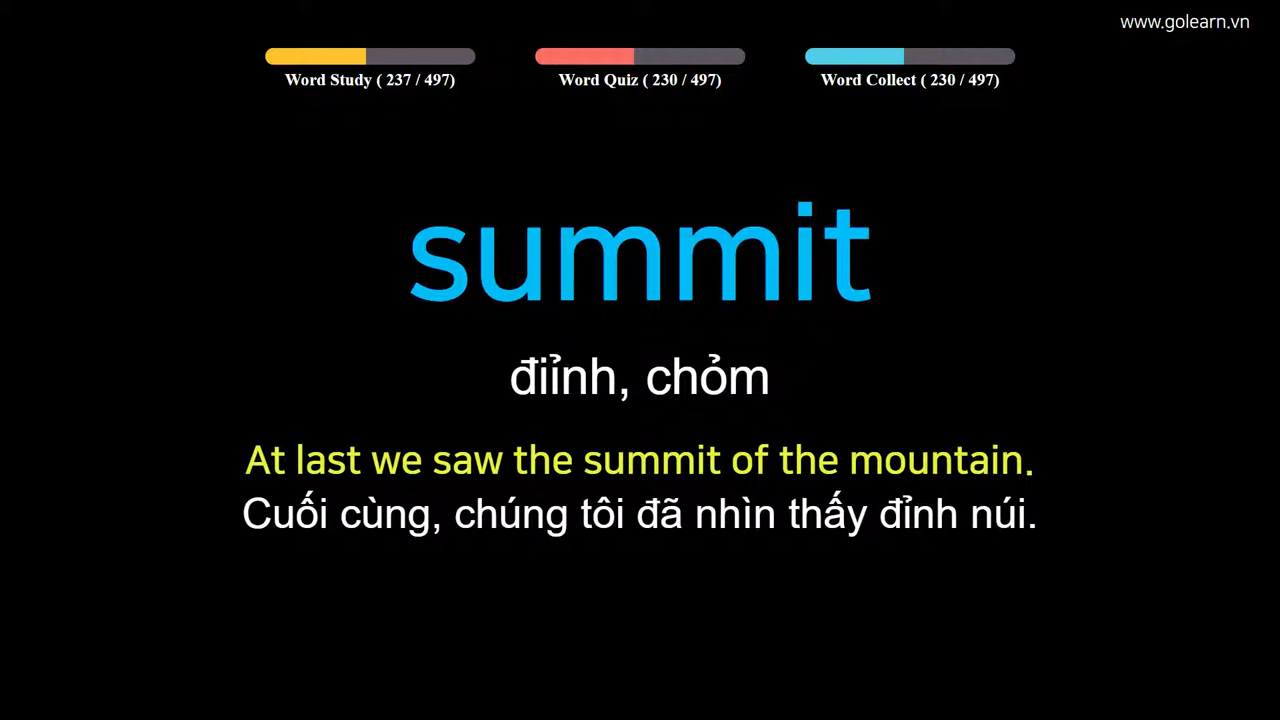 www.golearn.vn
Word Study ( 237 / 497)
Word Quiz ( 230 / 497)
Word Collect ( 230 / 497)
summit
điỉnh, chỏm
At last we saw the summit of the mountain.
Cuối cùng, chúng tôi đã nhìn thấy đỉnh núi.